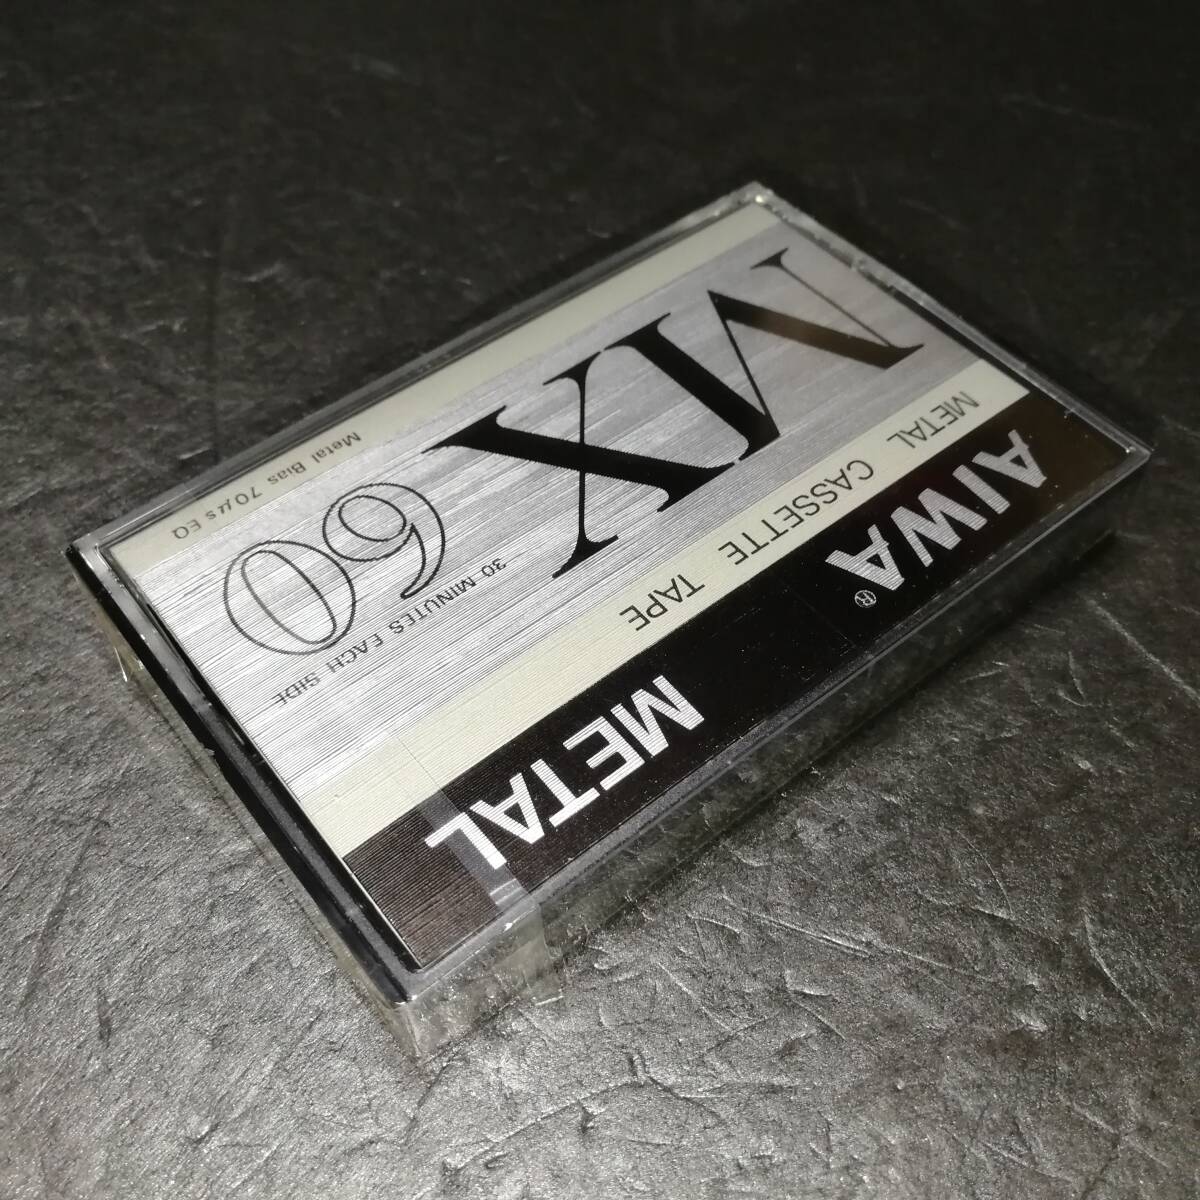 AIWA® METAL
METAL CASSETTE TAPE
MX 60
30 MINUTES EACH SIDE
Metal Bias 70μs EQ